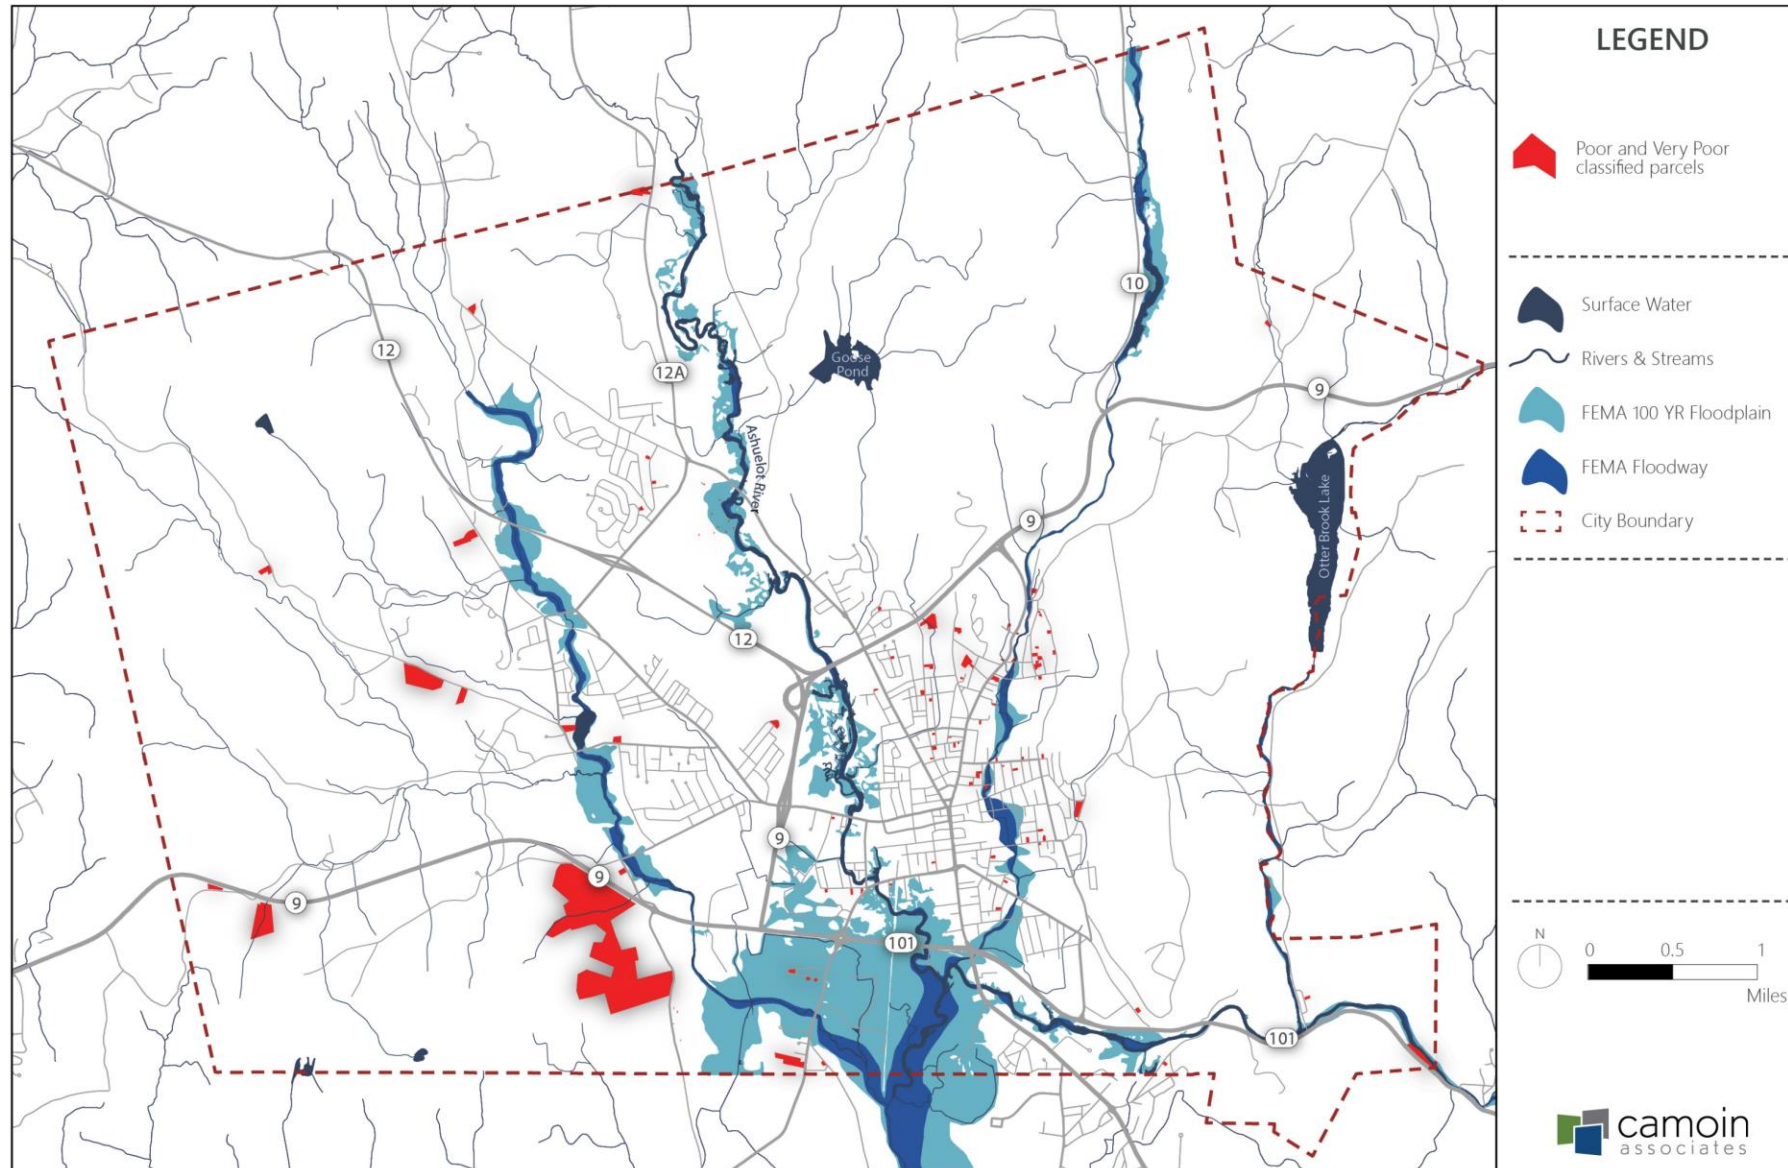 LEGEND
Poor and Very Poor
classified parcels
Surface Water
Rivers & Streams
FEMA 100 YR Floodplain
FEMA Floodway
City Boundary
N
0 0.5 1
Miles
camoin
associates
10
12
12A
Goose
Pond
9
Ashuelot River
9
Otter Brook Lake
12
9
9
9
101
101